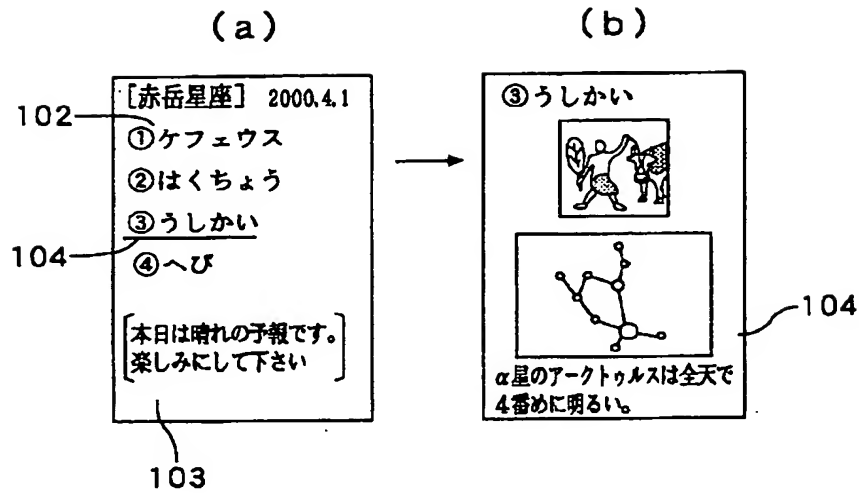 (a)
(b)
[赤岳星座] 2000.4.1
102
①ケフェウス
②はくちょう
③うしかい
104
④へび
本日は晴れの予報です。
楽しみにして下さい
103
③うしかい
104
α星のアークトゥルスは全天で
4番めに明るい。